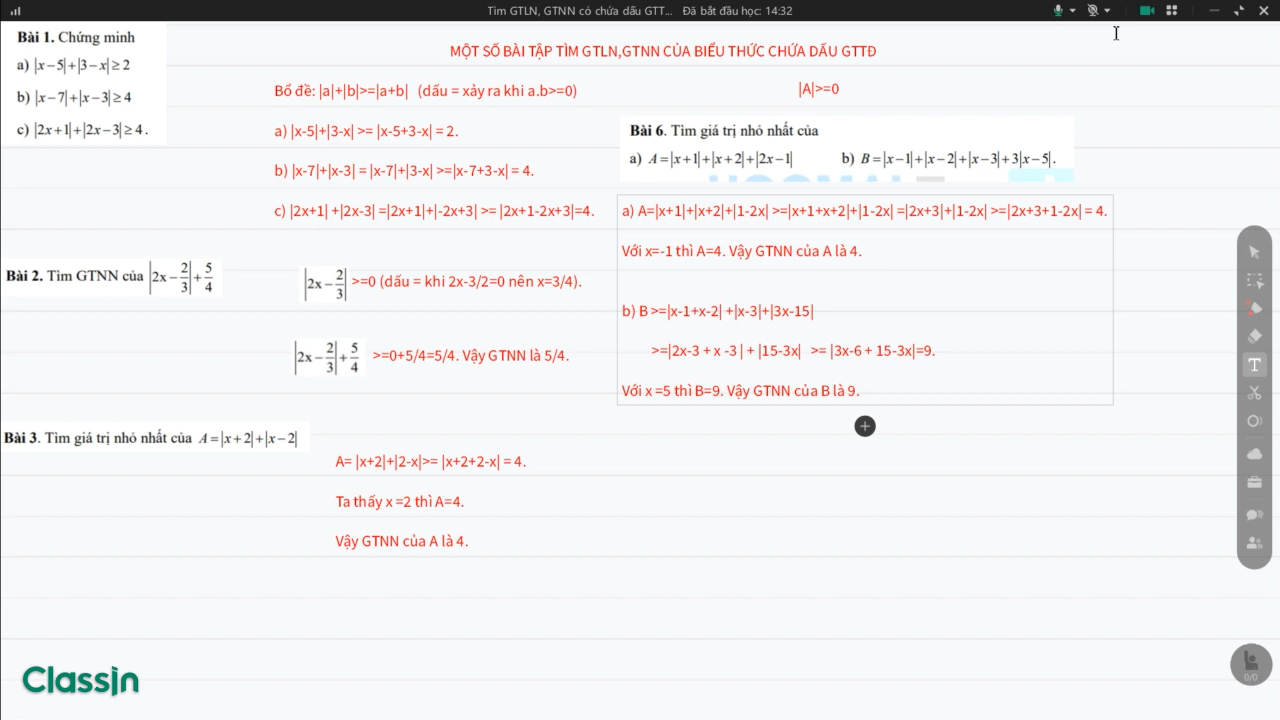 Tìm GTLN, GTNN có chứa dấu GTT... Đã bắt đầu học: 14:32
MỘT SỐ BÀI TẬP TÌM GTLN,GTNN CỦA BIỂU THỨC CHỨA DẤU GTTĐ
Bài 1. Chứng minh
a) |x−5|+|3−x| ≥ 2
b) |x−7|+|x−3| ≥ 4
c) |2x+1|+|2x−3| ≥ 4.
Bổ đề: |a|+|b|>=|a+b| (dấu = xảy ra khi a.b>=0)
|A|>=0
a) |x-5|+|3-x| >= |x-5+3-x| = 2.
b) |x-7|+|x-3| = |x-7|+|3-x| >=|x-7+3-x| = 4.
c) |2x+1| +|2x-3| =|2x+1|+|-2x+3| >= |2x+1-2x+3|=4.
Bài 2. Tìm GTNN của |2x − 2/3| + 5/4
|2x − 2/3| >=0 (dấu = khi 2x-3/2=0 nên x=3/4).
|2x − 2/3| + 5/4 >=0+5/4=5/4. Vậy GTNN là 5/4.
Bài 3. Tìm giá trị nhỏ nhất của A=|x+2|+|x−2|
A= |x+2|+|2-x|>= |x+2+2-x| = 4.
Ta thấy x =2 thì A=4.
Vậy GTNN của A là 4.
Bài 6. Tìm giá trị nhỏ nhất của
a) A=|x+1|+|x+2|+|2x−1| b) B=|x−1|+|x−2|+|x−3|+3|x−5|.
a) A=|x+1|+|x+2|+|1-2x| >=|x+1+x+2|+|1-2x| =|2x+3|+|1-2x| >=|2x+3+1-2x| = 4.
Với x=-1 thì A=4. Vậy GTNN của A là 4.
b) B >=|x-1+x-2| +|x-3|+|3x-15|
>=|2x-3 + x -3 | + |15-3x| >= |3x-6 + 15-3x|=9.
Với x =5 thì B=9. Vậy GTNN của B là 9.
T
0/0
ClassIn